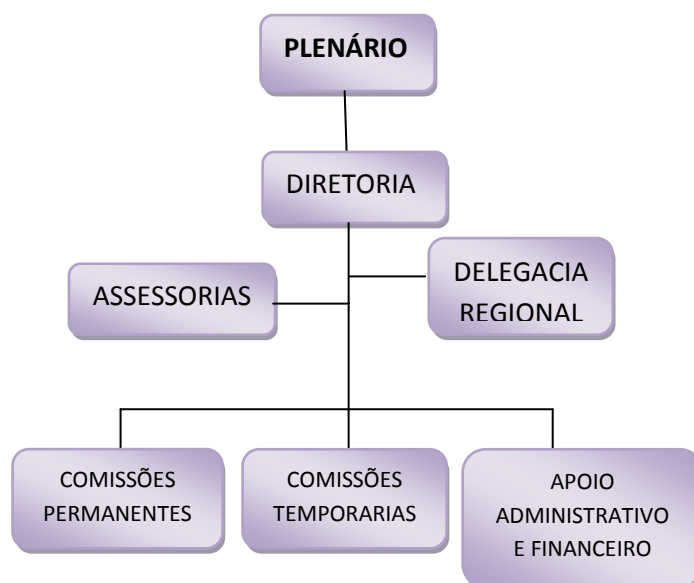 PLENÁRIO
DIRETORIA
ASSESSORIAS
DELEGACIA
REGIONAL
COMISSÕES
PERMANENTES
COMISSÕES
TEMPORARIAS
APOIO
ADMINISTRATIVO
E FINANCEIRO